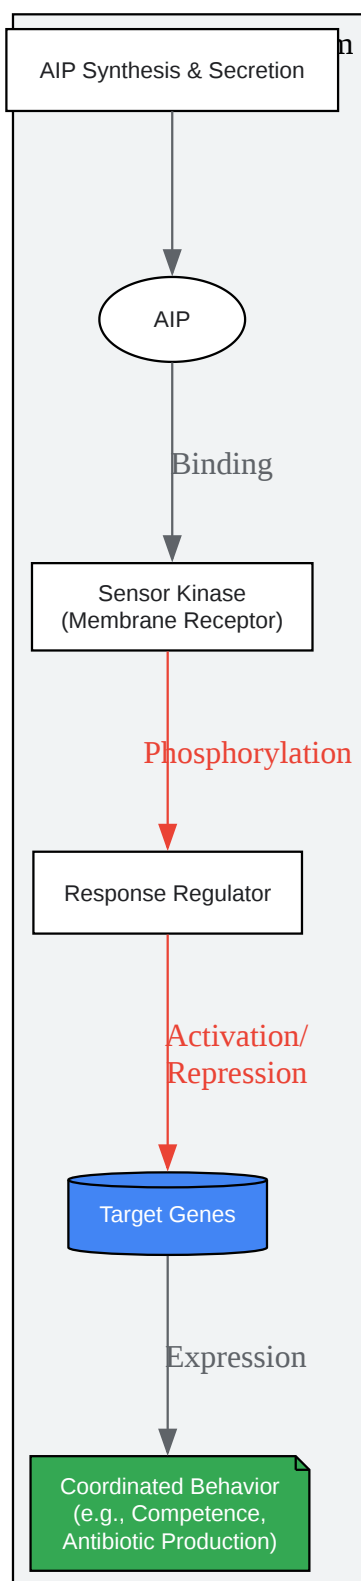 AIP Synthesis & Secretion
AIP
Binding
Sensor Kinase
(Membrane Receptor)
Phosphorylation
Response Regulator
Activation/
Repression
Target Genes
Expression
Coordinated Behavior
(e.g., Competence,
Antibiotic Production)